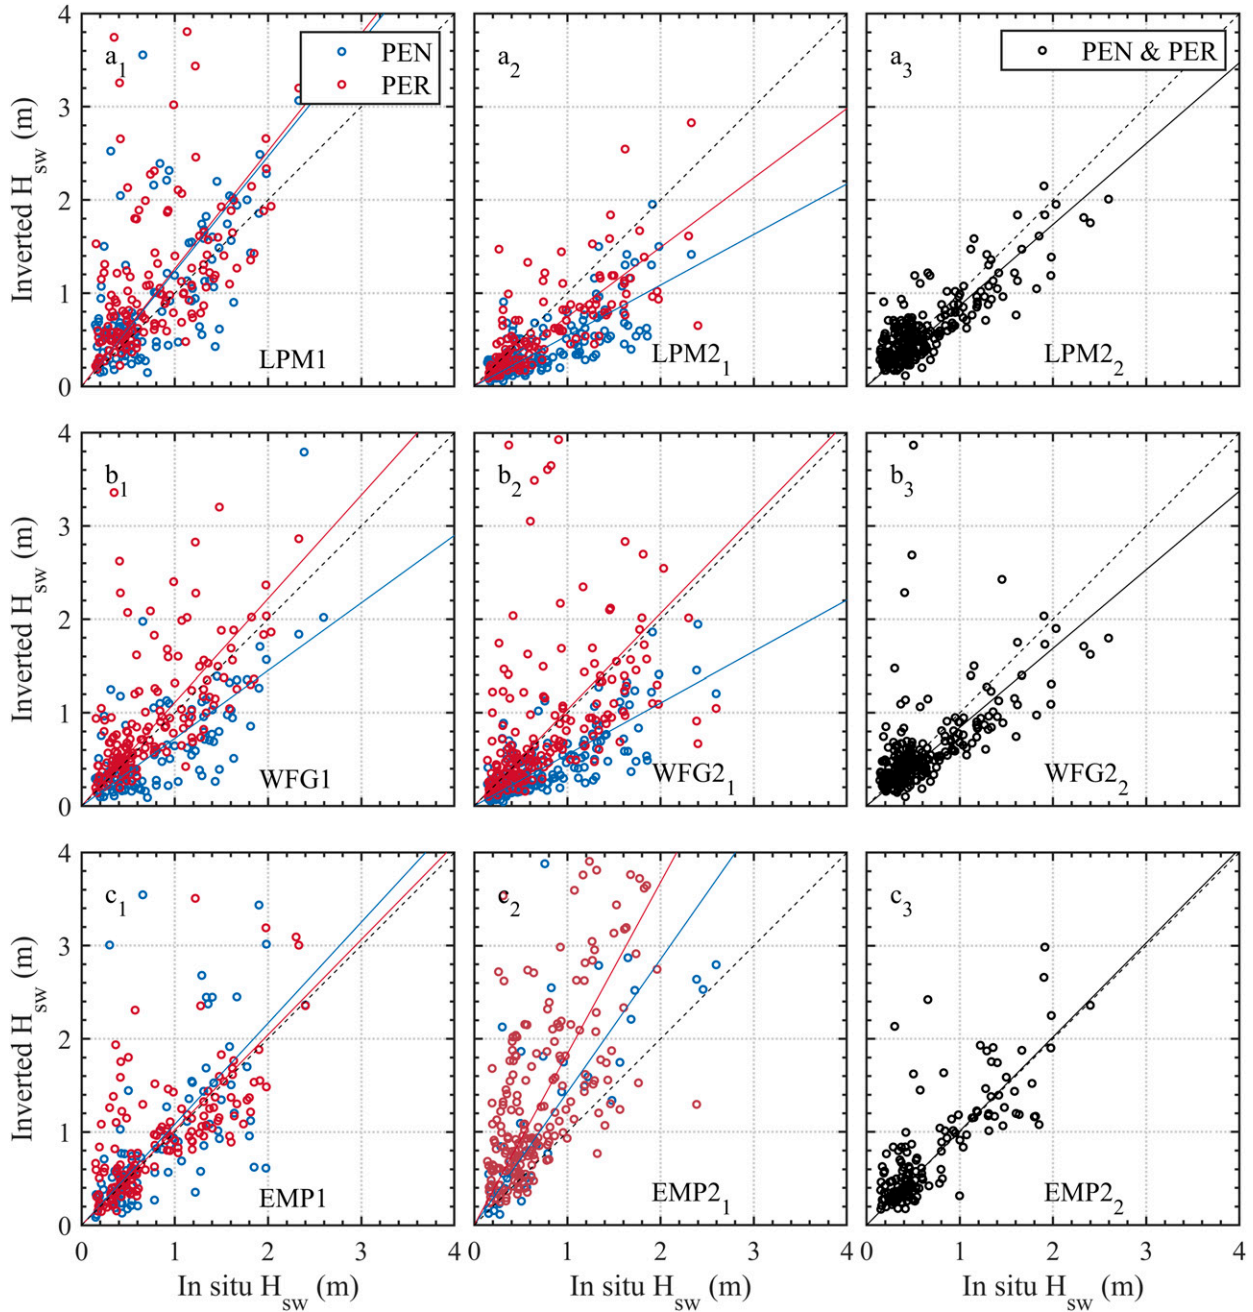 a1
PEN
PER
LPM1
a2
LPM21
a3
PEN & PER
LPM22
4
3
2
1
0
Inverted Hsw (m)
b1
WFG1
b2
WFG21
b3
WFG22
4
3
2
1
0
Inverted Hsw (m)
c1
EMP1
c2
EMP21
c3
EMP22
4
3
2
1
0
Inverted Hsw (m)
0 1 2 3 4 0 1 2 3 4 0 1 2 3 4
In situ Hsw (m) In situ Hsw (m) In situ Hsw (m)